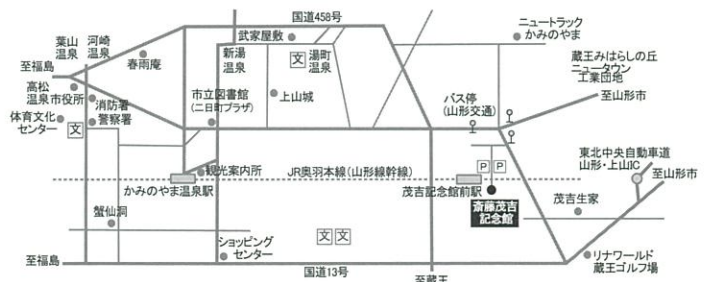 国道458号
ニュートラック
かみのやま
武家屋敷
葉山
温泉
河崎
温泉
新湯
温泉
文
湯町
温泉
春雨庵
蔵王みはらしの丘
ニュータウン
工業団地
至福島
高松
温泉
市役所
市立図書館
(二日町プラザ)
上山城
バス停
(山形交通)
至山形市
消防署
体育文化
センター
文
警察署
東北中央自動車道
山形・上山IC
観光案内所
JR奥羽本線(山形線幹線)
P P
至山形市
かみのやま温泉駅
茂吉記念館前駅
斎藤茂吉
記念館
茂吉生家
蟹仙洞
文文
ショッピング
センター
リナワールド
蔵王ゴルフ場
至福島
国道13号
至蔵王